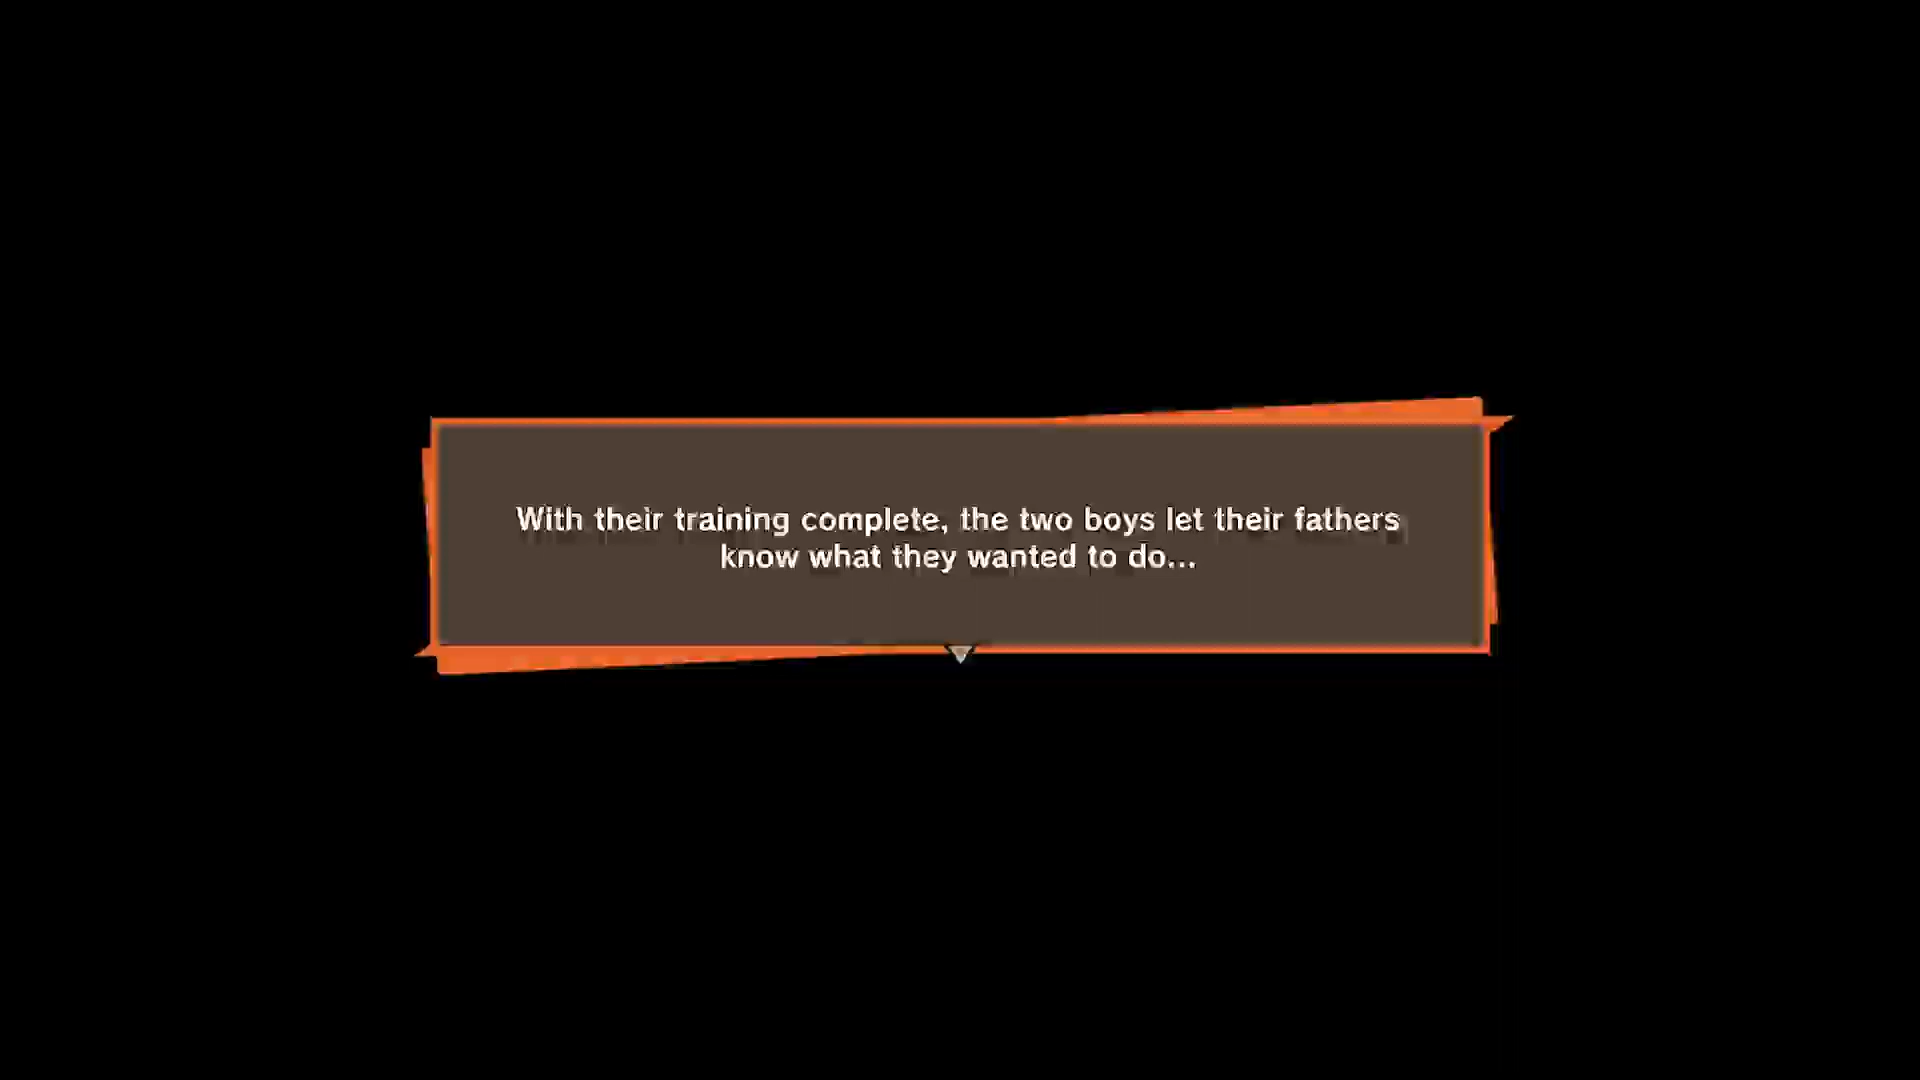 With their training complete, the two boys let their fathers
know what they wanted to do...